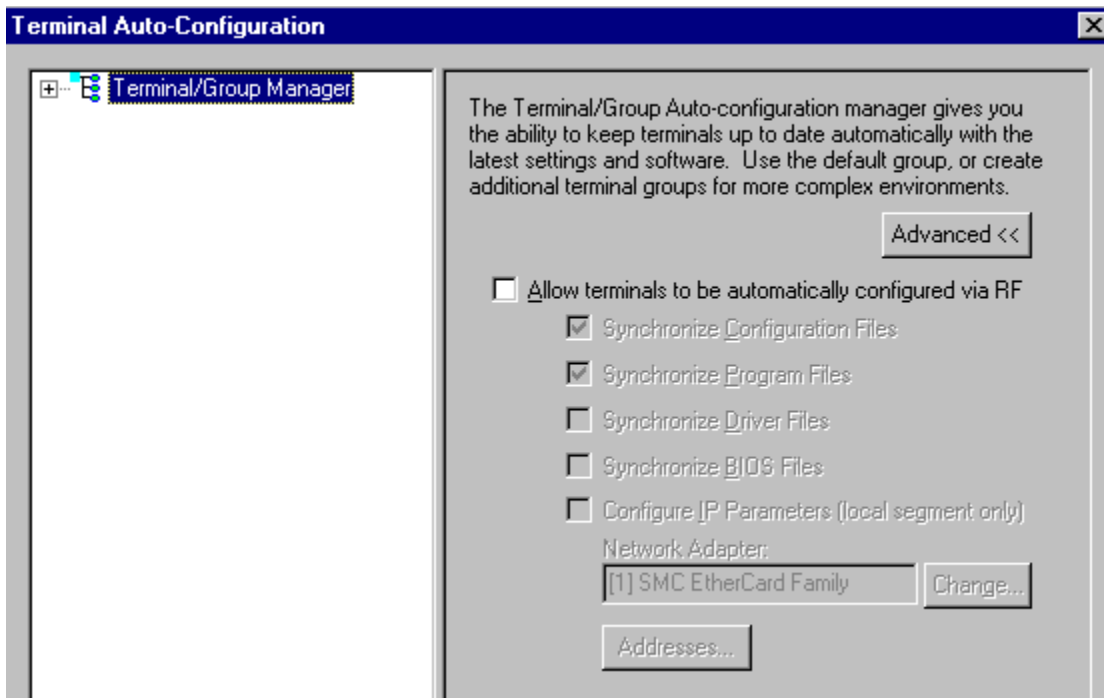 Terminal Auto-Configuration
Terminal/Group Manager
The Terminal/Group Auto-configuration manager gives you
the ability to keep terminals up to date automatically with the
latest settings and software. Use the default group, or create
additional terminal groups for more complex environments.
Advanced <<
Allow terminals to be automatically configured via RF
Synchronize Configuration Files
Synchronize Program Files
Synchronize Driver Files
Synchronize BIOS Files
Configure IP Parameters (local segment only)
Network Adapter:
[1] SMC EtherCard Family
Change...
Addresses...